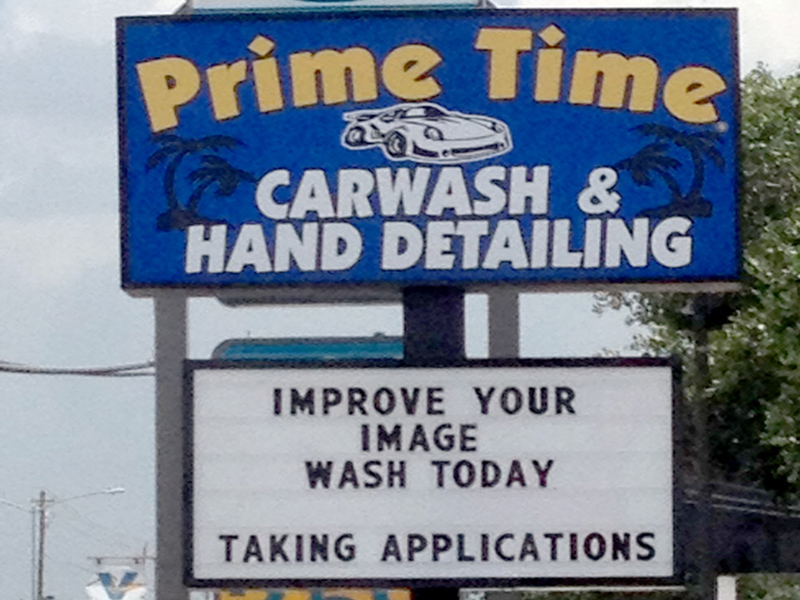 Prime Time
CARWASH &
HAND DETAILING
IMPROVE YOUR
IMAGE
WASH TODAY
TAKING APPLICATIONS